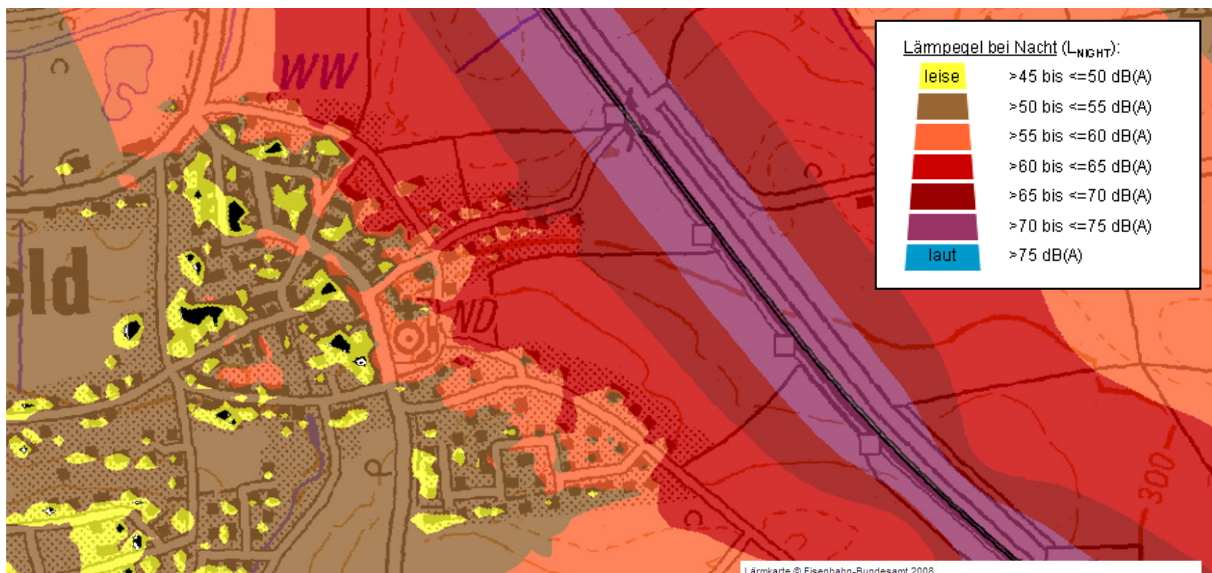 WW
eld
ND
P
300
Lärmpegel bei Nacht (L_NIGHT):
leise >45 bis <=50 dB(A)
>50 bis <=55 dB(A)
>55 bis <=60 dB(A)
>60 bis <=65 dB(A)
>65 bis <=70 dB(A)
>70 bis <=75 dB(A)
laut >75 dB(A)
Lärmkarte © Eisenbahn-Bundesamt 2008